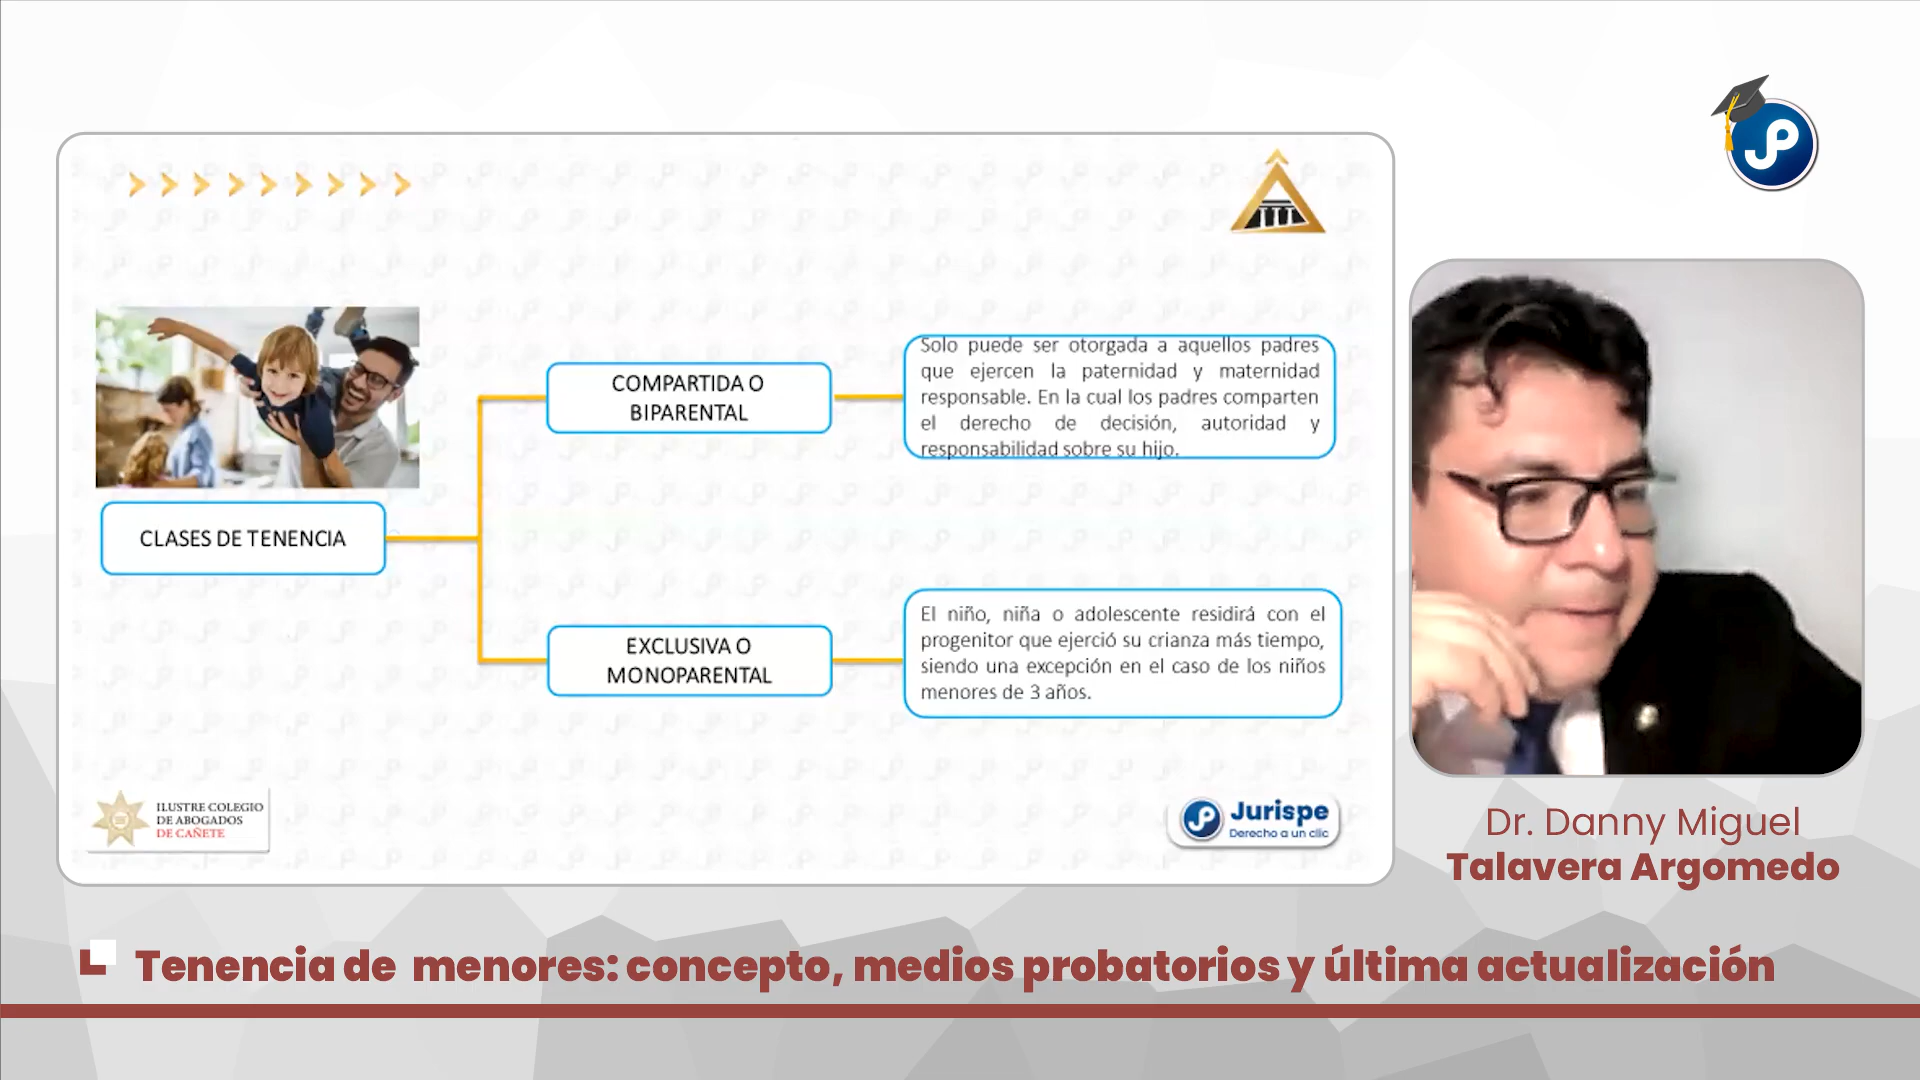 JP
COMPARTIDA O
BIPARENTAL
Solo puede ser otorgada a aquellos padres
que ejercen la paternidad y maternidad
responsable. En la cual los padres comparten
el derecho de decisión, autoridad y
responsabilidad sobre su hijo.
CLASES DE TENENCIA
EXCLUSIVA O
MONOPARENTAL
El niño, niña o adolescente residirá con el
progenitor que ejerció su crianza más tiempo,
siendo una excepción en el caso de los niños
menores de 3 años.
ILUSTRE COLEGIO
DE ABOGADOS
DE CAÑETE
JP
Jurispe
Derecho a un clic
Dr. Danny Miguel
Talavera Argomedo
Tenencia de menores: concepto, medios probatorios y última actualización